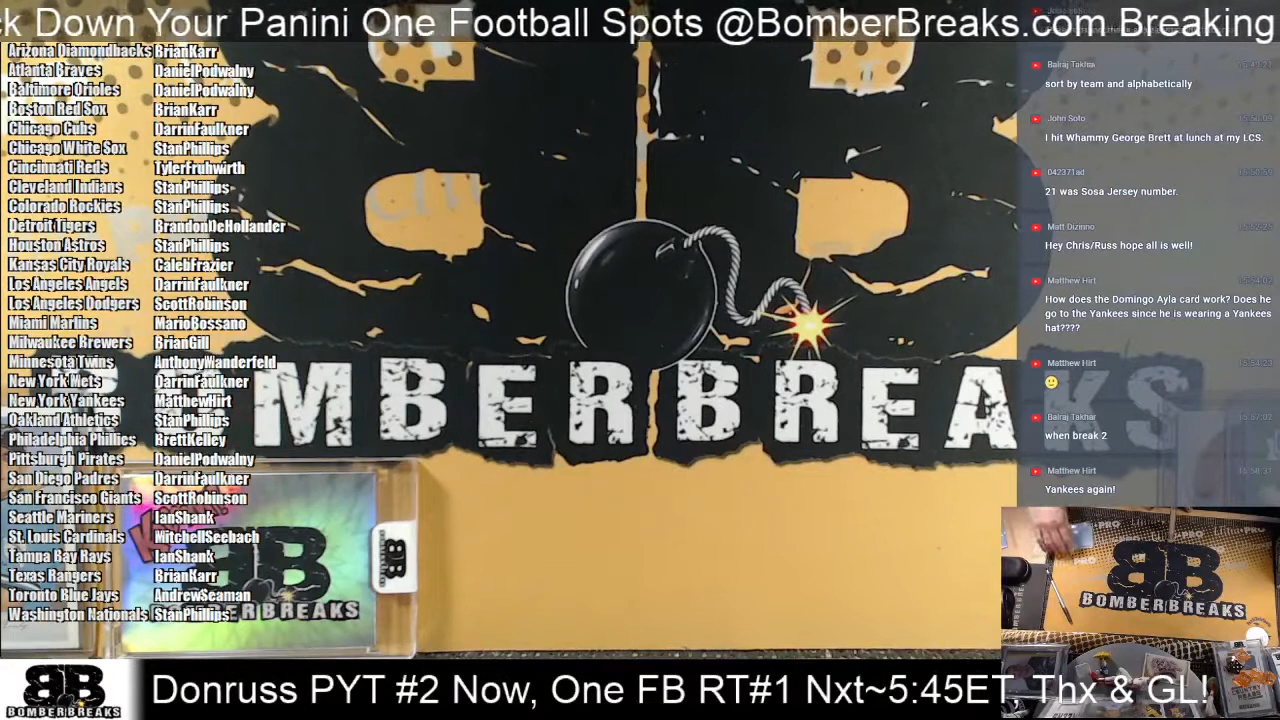 ck Down Your Panini One Football Spots @BomberBreaks.com Breaking
Arizona Diamondbacks BrianKarr
Atlanta Braves DanielPodwalny
Baltimore Orioles DanielPodwalny
Boston Red Sox BrianKarr
Chicago Cubs DarrinFaulkner
Chicago White Sox StanPhillips
Cincinnati Reds TylerFruhwirth
Cleveland Indians StanPhillips
Colorado Rockies StanPhillips
Detroit Tigers BrandonDeHollander
Houston Astros StanPhillips
Kansas City Royals CalebFrazier
Los Angeles Angels DarrinFaulkner
Los Angeles Dodgers ScottRobinson
Miami Marlins MarioBossano
Milwaukee Brewers BrianGill
Minnesota Twins AnthonyWanderfeld
New York Mets DarrinFaulkner
New York Yankees MatthewHirt
Oakland Athletics StanPhillips
Philadelphia Phillies BrettKelley
Pittsburgh Pirates DanielPodwalny
San Diego Padres DarrinFaulkner
San Francisco Giants ScottRobinson
Seattle Mariners IanShank
St. Louis Cardinals MitchellSeebach
Tampa Bay Rays IanShank
Texas Rangers BrianKarr
Toronto Blue Jays AndrewSeaman
Washington Nationals StanPhillips
MBERBREAKS
BB
BOMBERBREAKS
BB
Balraj Takhar
sort by team and alphabetically
John Soto
I hit Whammy George Brett at lunch at my LCS.
042371ad
21 was Sosa Jersey number.
Matt Dizinno
Hey Chris/Russ hope all is well!
Matthew Hirt
How does the Domingo Ayla card work? Does he
go to the Yankees since he is wearing a Yankees
hat????
Matthew Hirt
Balraj Takhar
when break 2
Matthew Hirt
Yankees again!
BB
BOMBERBREAKS
BB
BOMBERBREAKS
Donruss PYT #2 Now, One FB RT#1 Nxt~5:45ET. Thx & GL!